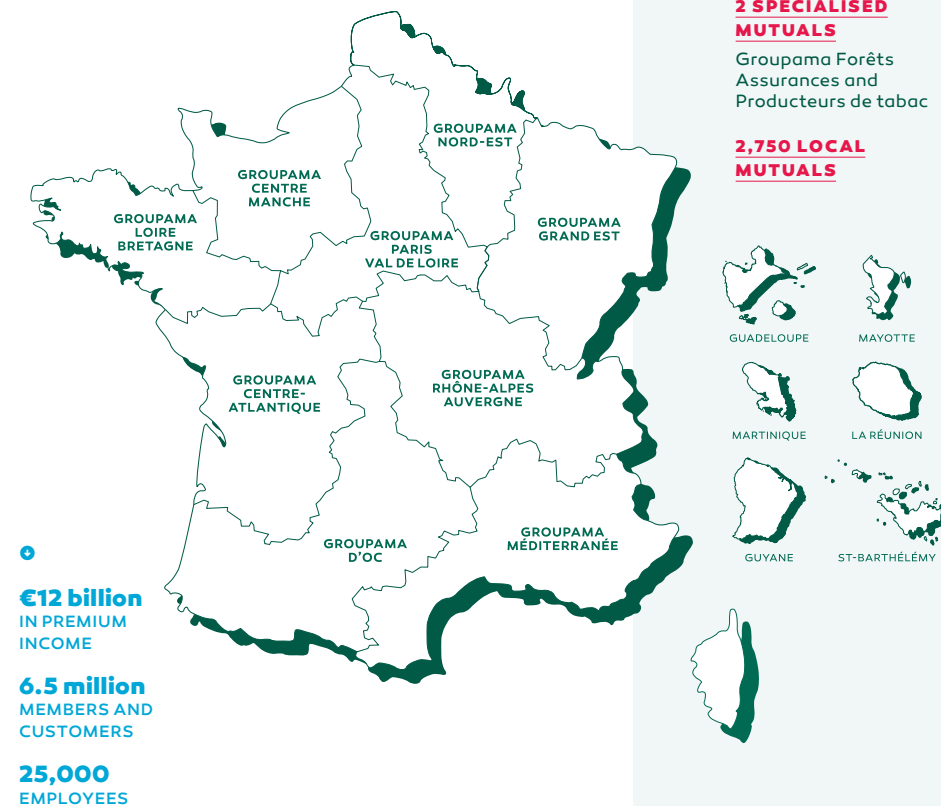 2 SPECIALISED
MUTUALS
Groupama Forêts
Assurances and
Producteurs de tabac
2,750 LOCAL
MUTUALS
GROUPAMA
NORD-EST
GROUPAMA
CENTRE
MANCHE
GROUPAMA
LOIRE
BRETAGNE
GROUPAMA
PARIS
VAL DE LOIRE
GROUPAMA
GRAND EST
GROUPAMA
CENTRE-
ATLANTIQUE
GROUPAMA
RHÔNE-ALPES
AUVERGNE
GROUPAMA
D'OC
GROUPAMA
MÉDITERRANÉE
GUADELOUPE
MAYOTTE
MARTINIQUE
LA RÉUNION
GUYANE
ST-BARTHÉLÉMY
€12 billion
IN PREMIUM
INCOME
6.5 million
MEMBERS AND
CUSTOMERS
25,000
EMPLOYEES